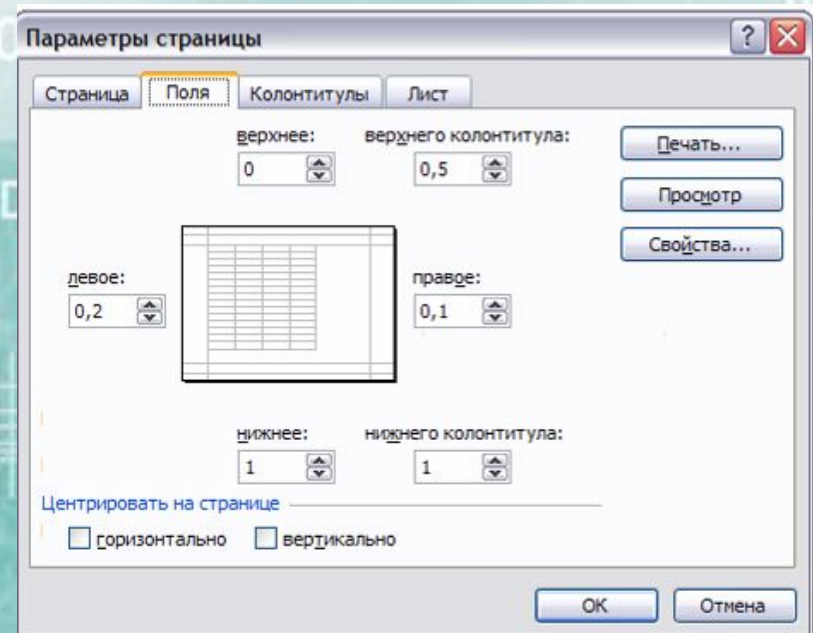 Параметры страницы
Страница Поля Колонтитулы Лист
верхнее: верхнего колонтитула:
0 0,5
Печать...
Просмотр
Свойства...
левое: правое:
0,2 0,1
нижнее: нижнего колонтитула:
1 1
Центрировать на странице
горизонтально вертикально
ОК Отмена